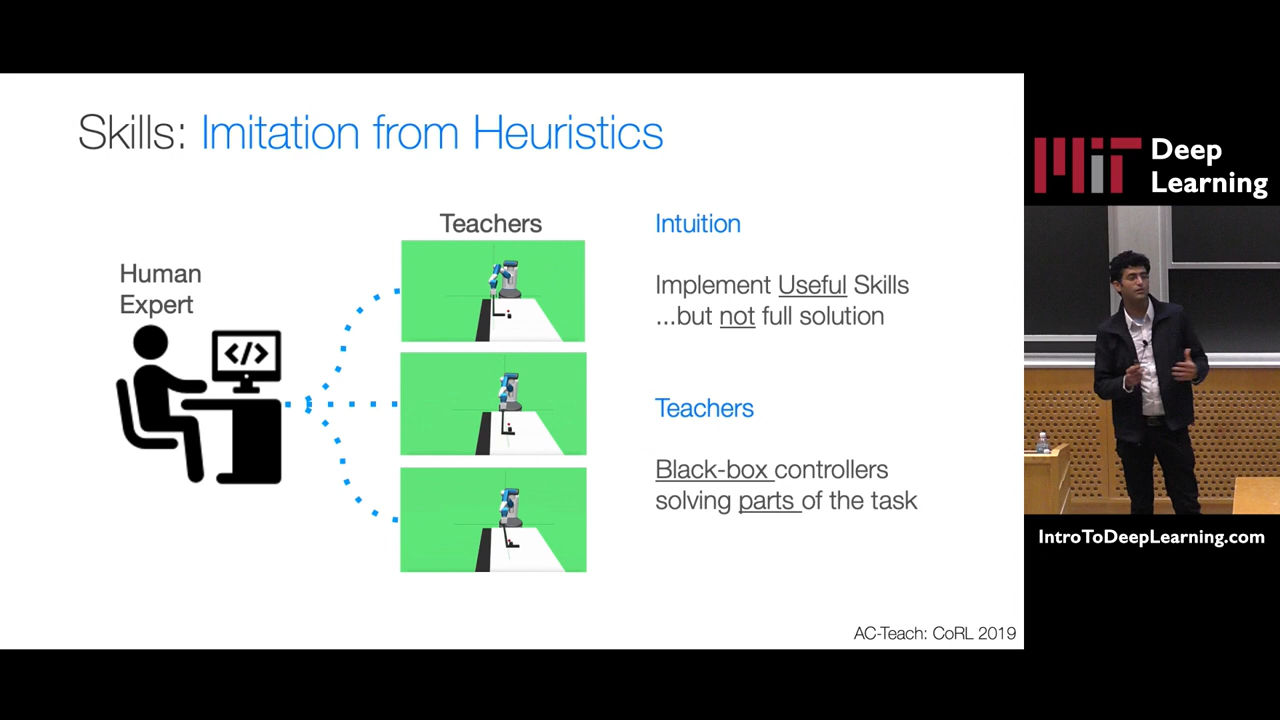 Skills: Imitation from Heuristics
Human
Expert
</>
Teachers
Intuition
Implement Useful Skills
...but not full solution
Teachers
Black-box controllers
solving parts of the task
AC-Teach: CoRL 2019
MIT Deep
Learning
IntroToDeepLearning.com